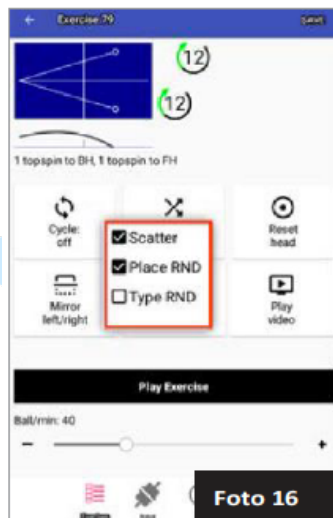 Exercise 79
SAVE
12
12
1 topspin to BH, 1 topspin to FH
Cycle:
off
Scatter
Place RND
Type RND
Reset
head
Mirror
left/right
Play
video
Play Exercise
Ball/min: 40
- +
Foto 16